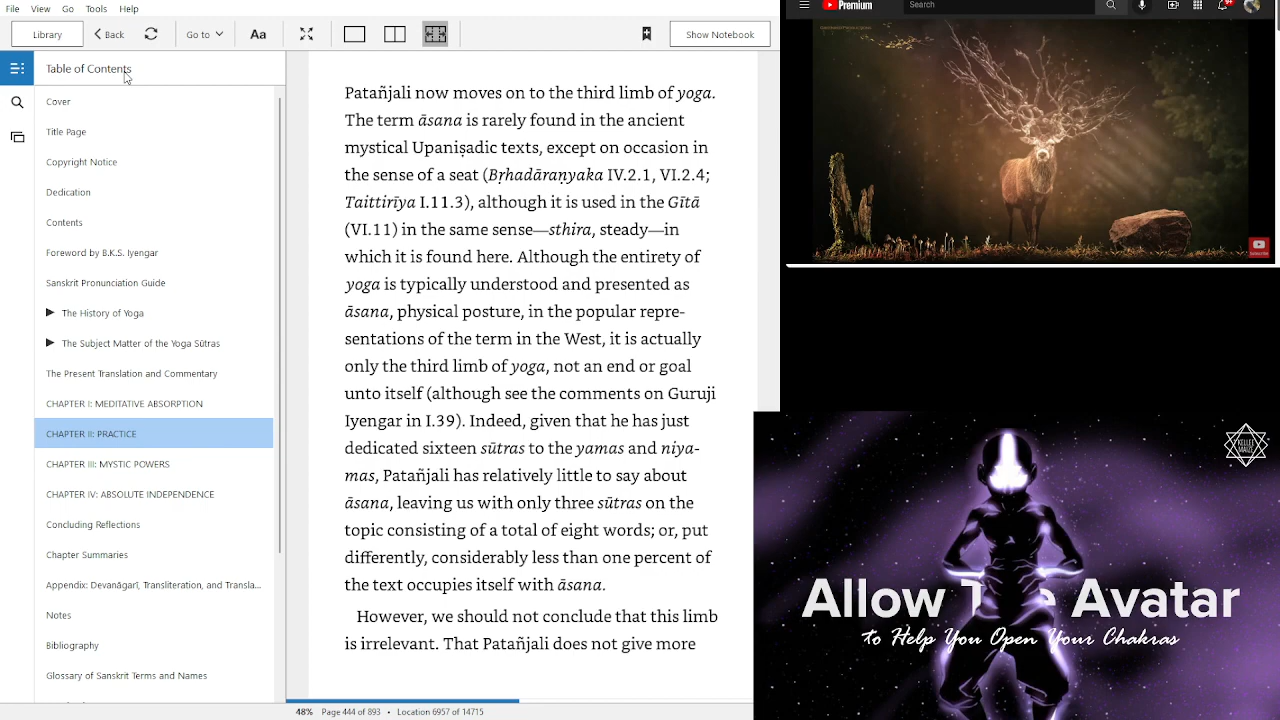 File View Go Tools Help
Library Back Go to Aa Show Notebook
Table of Contents
Cover
Title Page
Copyright Notice
Dedication
Contents
Foreword by B.K.S. Iyengar
Sanskrit Pronunciation Guide
The History of Yoga
The Subject Matter of the Yoga Sūtras
The Present Translation and Commentary
CHAPTER I: MEDITATIVE ABSORPTION
CHAPTER II: PRACTICE
CHAPTER III: MYSTIC POWERS
CHAPTER IV: ABSOLUTE INDEPENDENCE
Concluding Reflections
Chapter Summaries
Appendix: Devanāgarī, Transliteration, and Transla...
Notes
Bibliography
Glossary of Sanskrit Terms and Names
Patañjali now moves on to the third limb of yoga.
The term āsana is rarely found in the ancient
mystical Upaniṣadic texts, except on occasion in
the sense of a seat (Bṛhadāraṇyaka IV.2.1, VI.2.4;
Taittirīya I.11.3), although it is used in the Gītā
(VI.11) in the same sense—sthira, steady—in
which it is found here. Although the entirety of
yoga is typically understood and presented as
āsana, physical posture, in the popular repre-
sentations of the term in the West, it is actually
only the third limb of yoga, not an end or goal
unto itself (although see the comments on Guruji
Iyengar in I.39). Indeed, given that he has just
dedicated sixteen sūtras to the yamas and niya-
mas, Patañjali has relatively little to say about
āsana, leaving us with only three sūtras on the
topic consisting of a total of eight words; or, put
differently, considerably less than one percent of
the text occupies itself with āsana.
However, we should not conclude that this limb
is irrelevant. That Patañjali does not give more
48% Page 444 of 893 • Location 6957 of 14715
Premium Search 9+
Subscribe
Allow The Avatar
to Help You Open Your Chakras